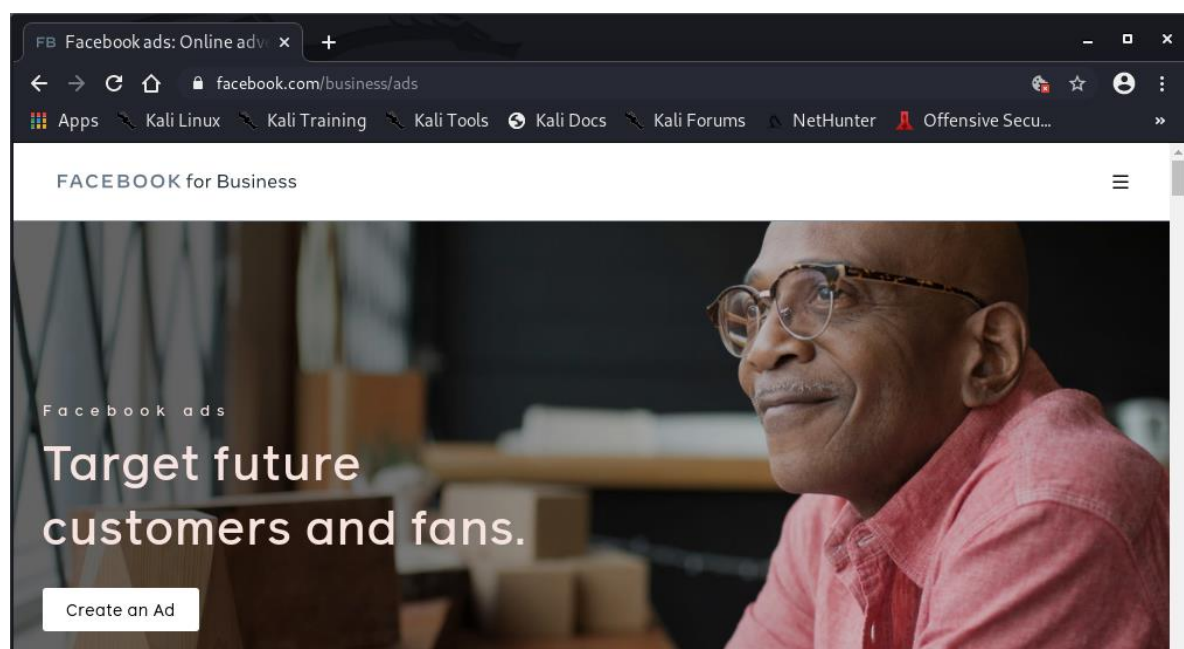 FB Facebook ads: Online adve
facebook.com/business/ads
Apps Kali Linux Kali Training Kali Tools Kali Docs Kali Forums NetHunter Offensive Secu... »
FACEBOOK for Business
Facebook ads
Target future
customers and fans.
Create an Ad